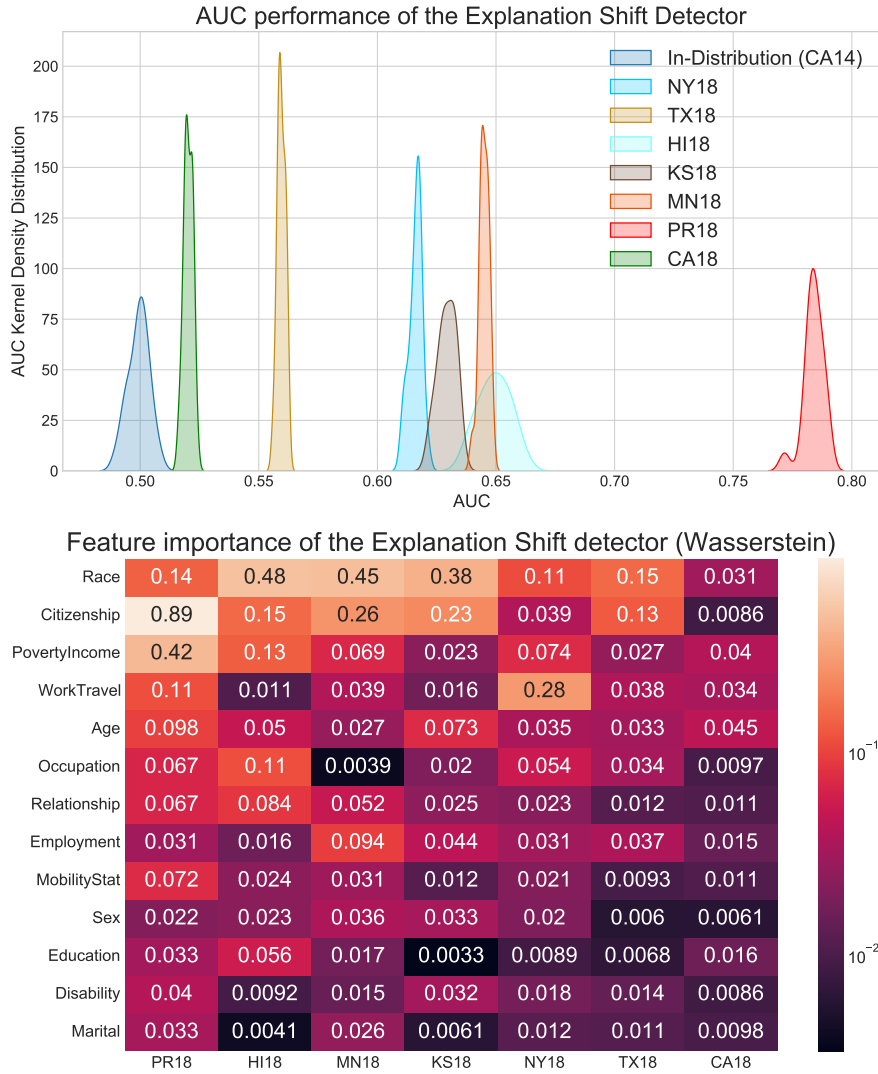 AUC performance of the Explanation Shift Detector
AUC Kernel Density Distribution
200
175
150
125
100
75
50
25
0
0.50 0.55 0.60 0.65 0.70 0.75 0.80
AUC
In-Distribution (CA14)
NY18
TX18
HI18
KS18
MN18
PR18
CA18
Feature importance of the Explanation Shift detector (Wasserstein)
Race 0.14 0.48 0.45 0.38 0.11 0.15 0.031
Citizenship 0.89 0.15 0.26 0.23 0.039 0.13 0.0086
PovertyIncome 0.42 0.13 0.069 0.023 0.074 0.027 0.04
WorkTravel 0.11 0.011 0.039 0.016 0.28 0.038 0.034
Age 0.098 0.05 0.027 0.073 0.035 0.033 0.045
Occupation 0.067 0.11 0.0039 0.02 0.054 0.034 0.0097
Relationship 0.067 0.084 0.052 0.025 0.023 0.012 0.011
Employment 0.031 0.016 0.094 0.044 0.031 0.037 0.015
MobilityStat 0.072 0.024 0.031 0.012 0.021 0.0093 0.011
Sex 0.022 0.023 0.036 0.033 0.02 0.006 0.0061
Education 0.033 0.056 0.017 0.0033 0.0089 0.0068 0.016
Disability 0.04 0.0092 0.015 0.032 0.018 0.014 0.0086
Marital 0.033 0.0041 0.026 0.0061 0.012 0.011 0.0098
PR18 HI18 MN18 KS18 NY18 TX18 CA18
10⁻¹
10⁻²